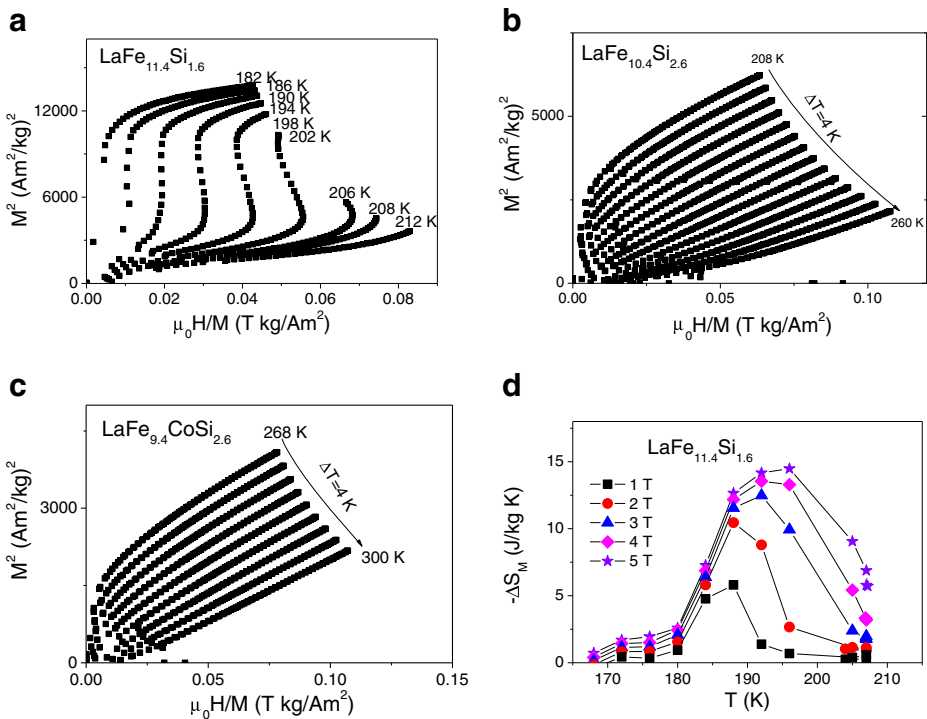 a
LaFe11.4Si1.6
182 K
186 K
190 K
194 K
198 K
202 K
206 K
208 K
212 K
12000
9000
6000
3000
0
0.00 0.02 0.04 0.06 0.08
M² (Am²/kg)²
μ0H/M (T kg/Am²)
b
LaFe10.4Si2.6
208 K
ΔT=4 K
260 K
5000
0
0.00 0.05 0.10
M² (Am²/kg)²
μ0H/M (T kg/Am²)
c
LaFe9.4CoSi2.6
268 K
ΔT=4 K
300 K
3000
0
0.00 0.05 0.10 0.15
M² (Am²/kg)²
μ0H/M (T kg/Am²)
d
LaFe11.4Si1.6
1 T
2 T
3 T
4 T
5 T
15
10
5
0
170 180 190 200 210
-ΔSM (J/kg K)
T (K)